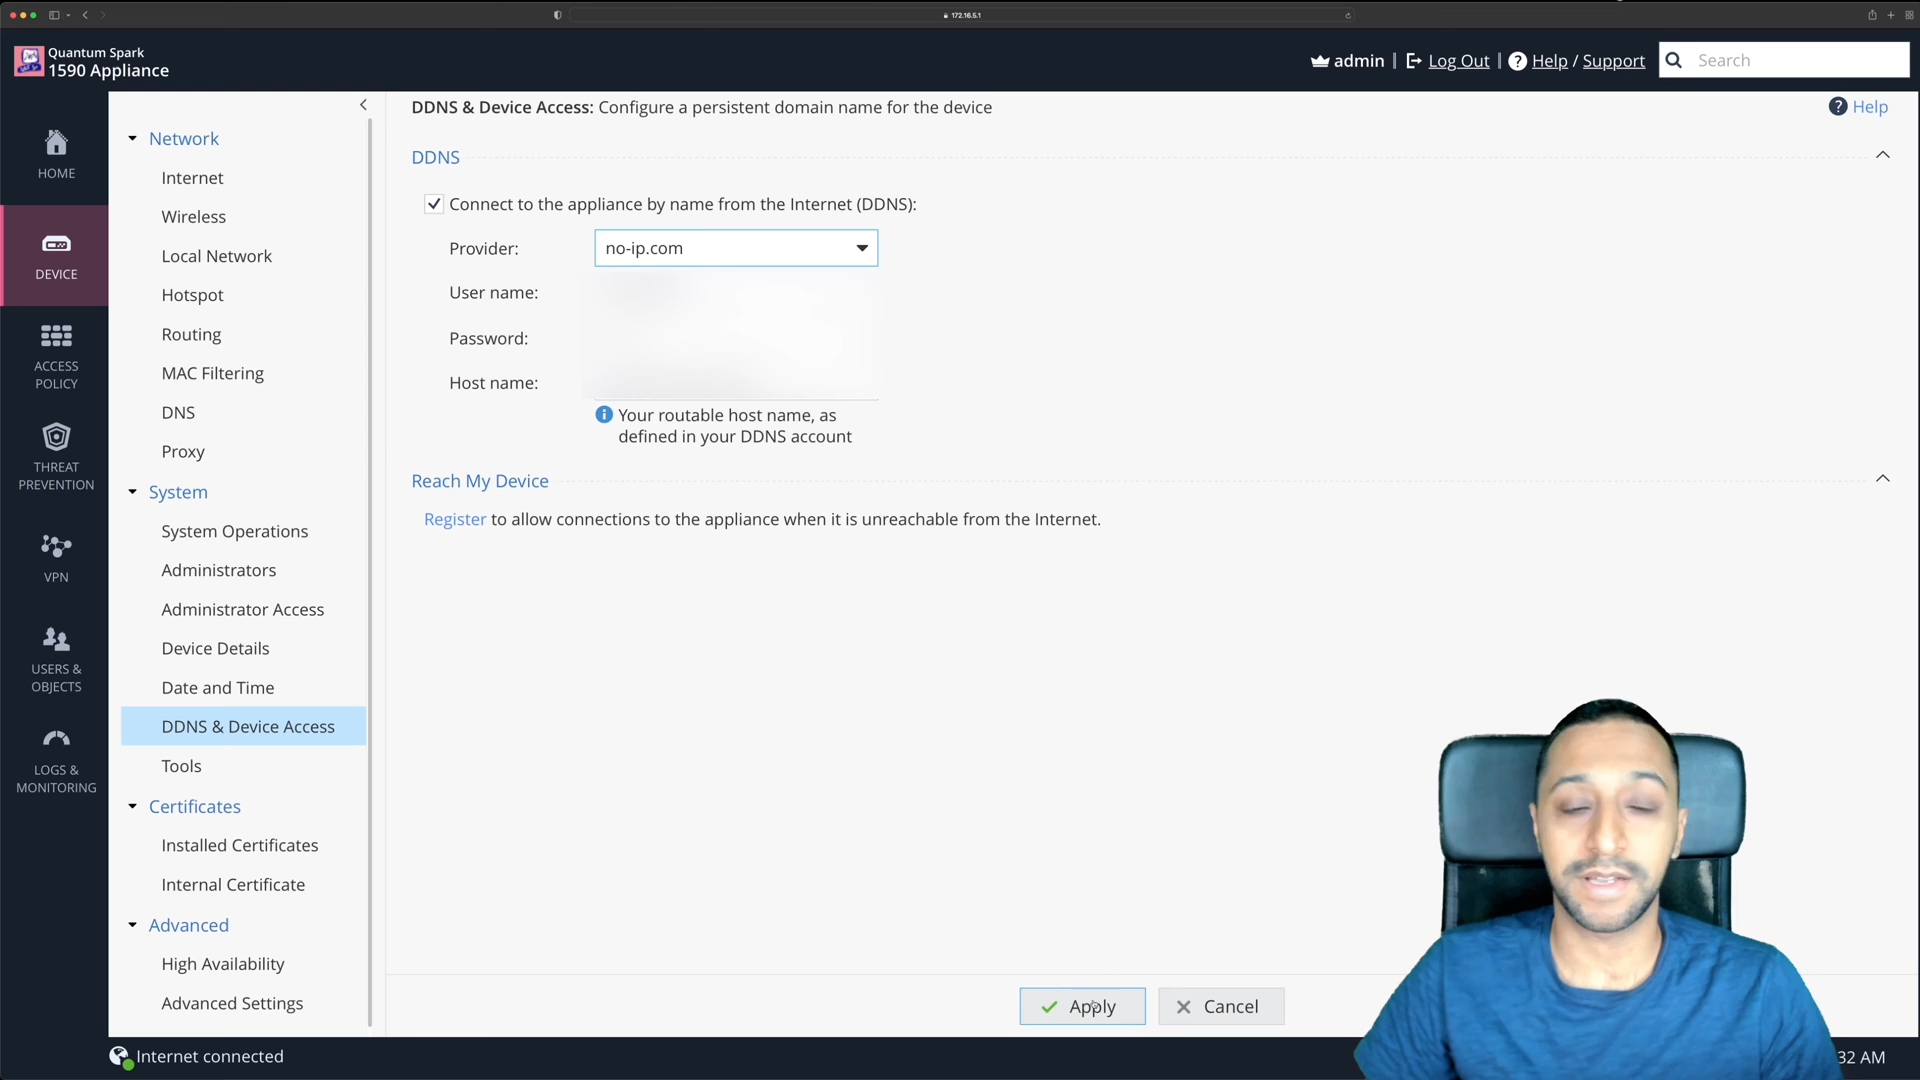 172.16.5.1
Quantum Spark
1590 Appliance
admin | Log Out | Help / Support
Search
HOME
DEVICE
ACCESS
POLICY
THREAT
PREVENTION
VPN
USERS &
OBJECTS
LOGS &
MONITORING
Network
Internet
Wireless
Local Network
Hotspot
Routing
MAC Filtering
DNS
Proxy
System
System Operations
Administrators
Administrator Access
Device Details
Date and Time
DDNS & Device Access
Tools
Certificates
Installed Certificates
Internal Certificate
Advanced
High Availability
Advanced Settings
DDNS & Device Access: Configure a persistent domain name for the device
Help
DDNS
Connect to the appliance by name from the Internet (DDNS):
Provider: no-ip.com
User name:
Password:
Host name:
Your routable host name, as
defined in your DDNS account
Reach My Device
Register to allow connections to the appliance when it is unreachable from the Internet.
Apply
Cancel
Internet connected
32 AM